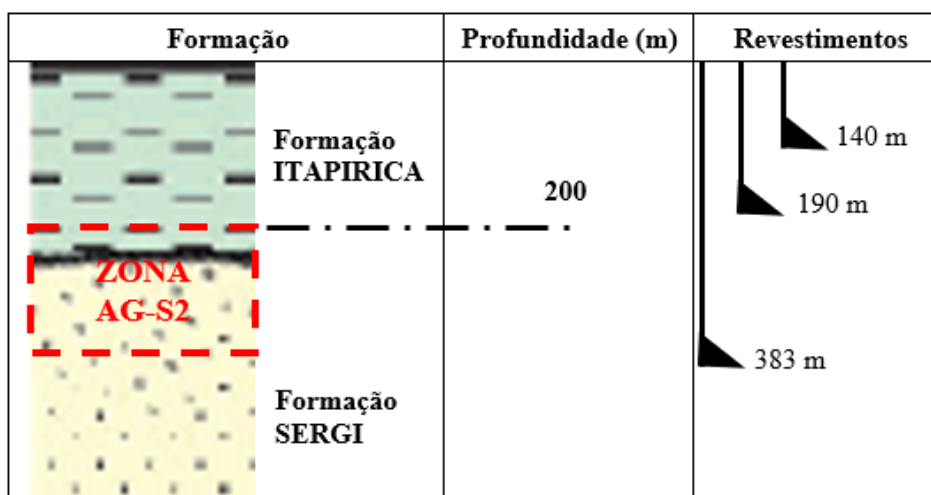 Formação
Profundidade (m)
Revestimentos
Formação
ITAPIRICA
200
140 m
190 m
ZONA
AG-S2
383 m
Formação
SERGI